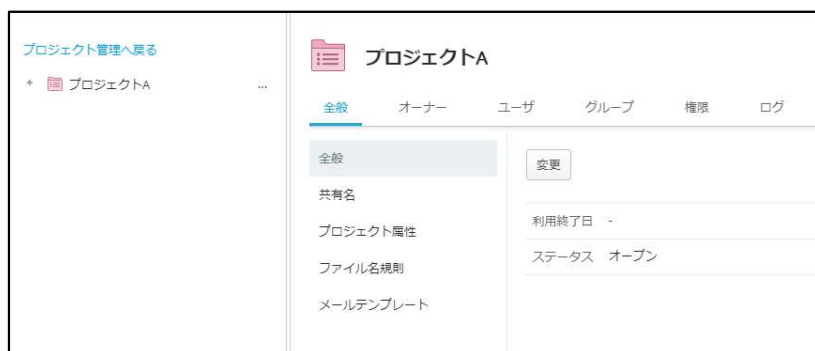 プロジェクト管理へ戻る
プロジェクトA
...
プロジェクトA
全般 オーナー ユーザ グループ 権限 ログ
全般
共有名
プロジェクト属性
ファイル名規則
メールテンプレート
変更
利用終了日 -
ステータス オープン